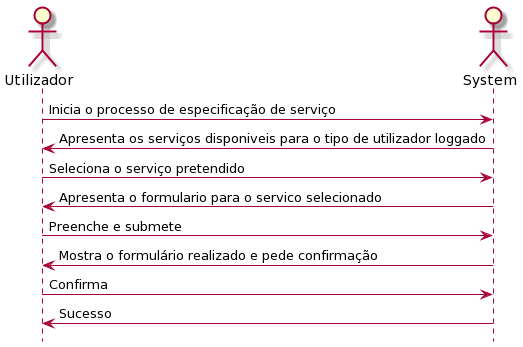 Utilizador
System
Inicia o processo de especificação de serviço
Apresenta os serviços disponiveis para o tipo de utilizador loggado
Seleciona o serviço pretendido
Apresenta o formulario para o servico selecionado
Preenche e submete
Mostra o formulário realizado e pede confirmação
Confirma
Sucesso